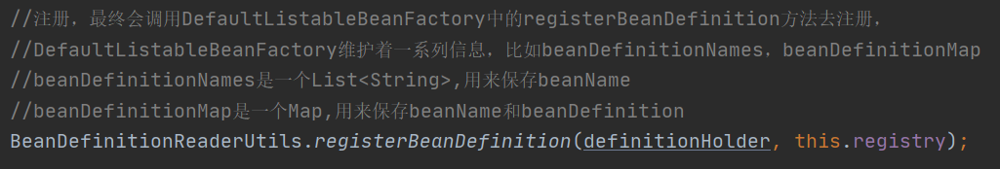 //注册，最终会调用DefaultListableBeanFactory中的registerBeanDefinition方法去注册，
//DefaultListableBeanFactory维护着一系列信息，比如beanDefinitionNames，beanDefinitionMap
//beanDefinitionNames是一个List<String>,用来保存beanName
//beanDefinitionMap是一个Map,用来保存beanName和beanDefinition
BeanDefinitionReaderUtils.registerBeanDefinition(definitionHolder, this.registry);